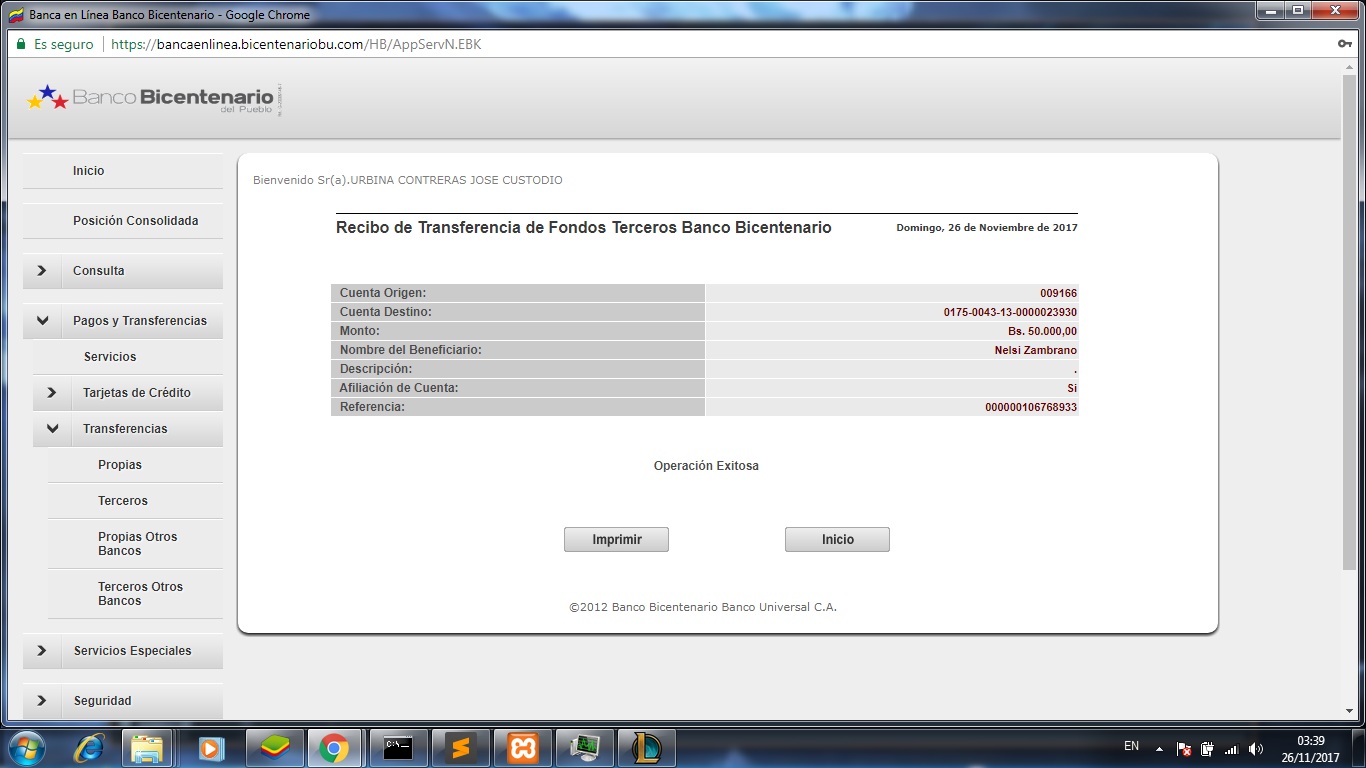 Banca en Línea Banco Bicentenario - Google Chrome
Es seguro | https://bancaenlinea.bicentenariobu.com/HB/AppServN.EBK
Banco Bicentenario
del Pueblo
Inicio
Posición Consolidada
Consulta
Pagos y Transferencias
Servicios
Tarjetas de Crédito
Transferencias
Propias
Terceros
Propias Otros
Bancos
Terceros Otros
Bancos
Servicios Especiales
Seguridad
Bienvenido Sr(a).URBINA CONTRERAS JOSE CUSTODIO
Recibo de Transferencia de Fondos Terceros Banco Bicentenario Domingo, 26 de Noviembre de 2017
Cuenta Origen: 009166
Cuenta Destino: 0175-0043-13-0000023930
Monto: Bs. 50.000,00
Nombre del Beneficiario: Nelsi Zambrano
Descripción: .
Afiliación de Cuenta: Si
Referencia: 000000106768933
Operación Exitosa
Imprimir Inicio
©2012 Banco Bicentenario Banco Universal C.A.
C:\
EN 03:39
26/11/2017